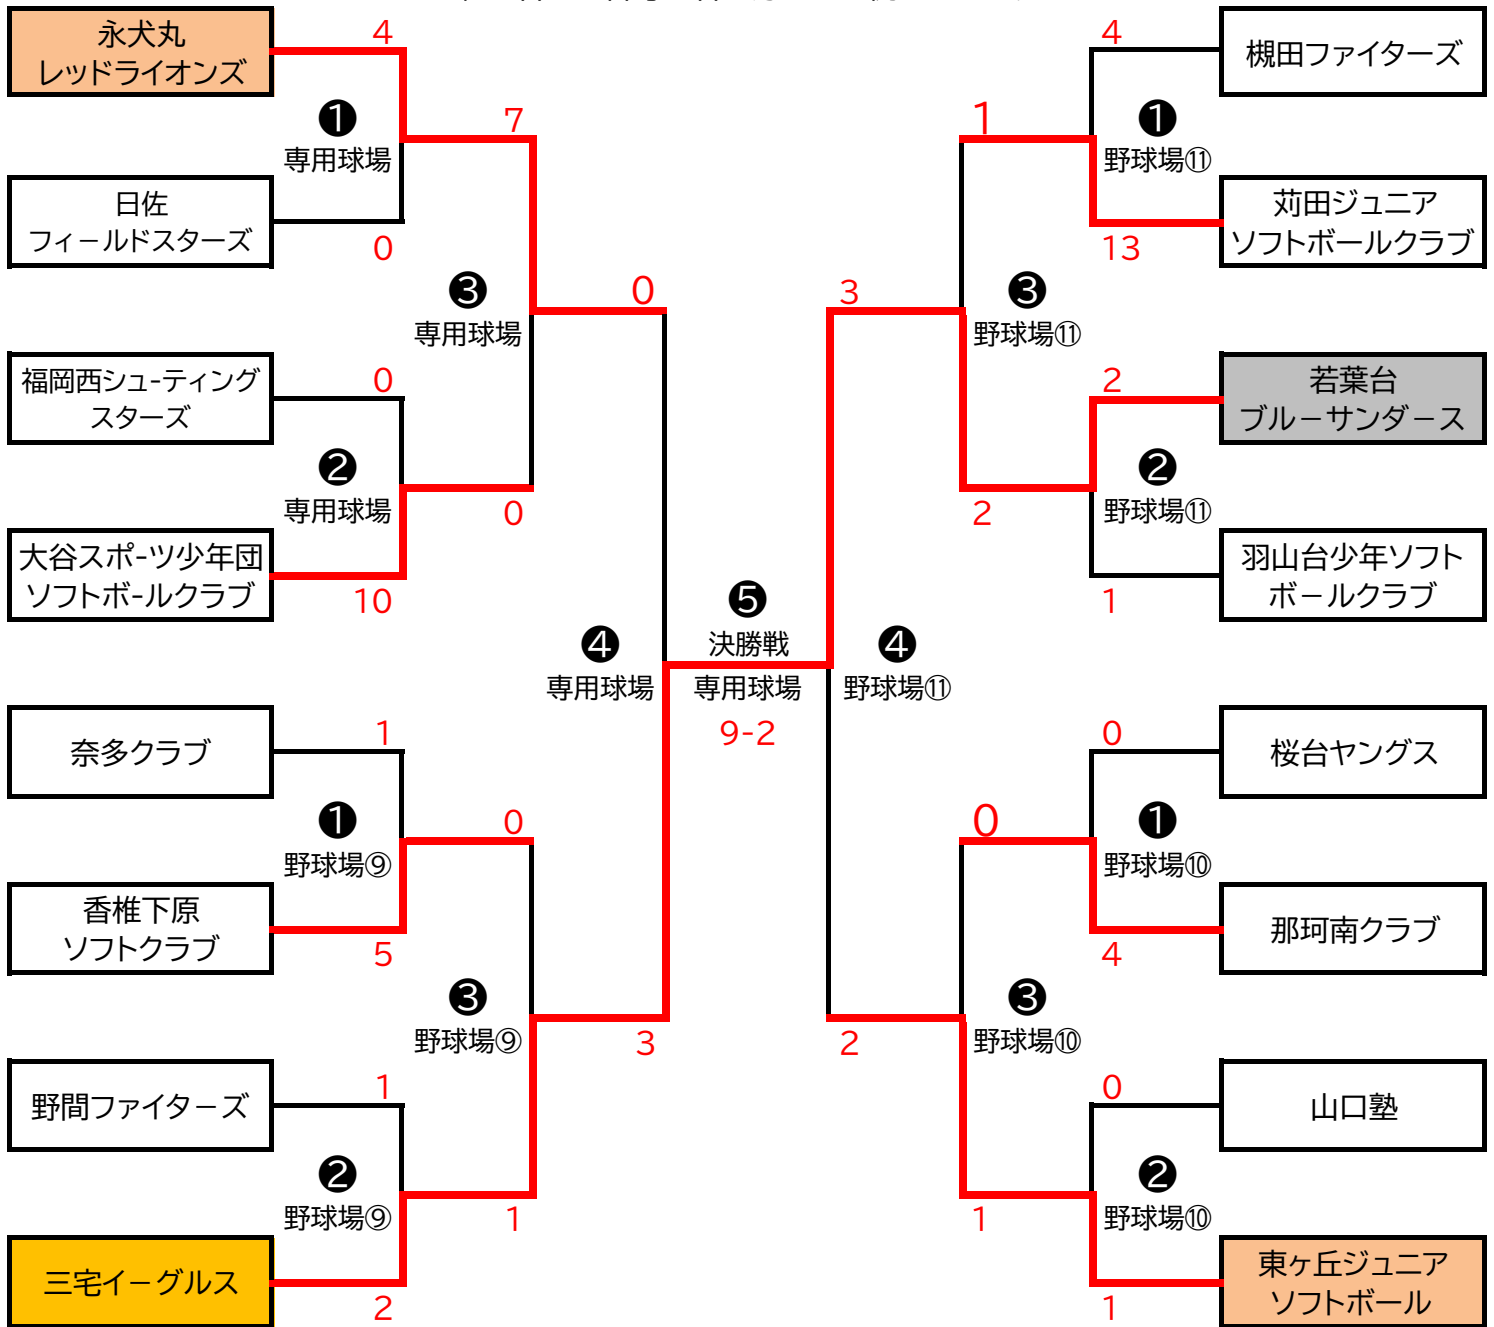 永犬丸
レッドライオンズ
4
❶
専用球場
7
日佐
フィールドスターズ
0
❸
専用球場
0
福岡西シューティング
スターズ
0
❷
専用球場
0
大谷スポーツ少年団
ソフトボールクラブ
10
❹
専用球場
奈多クラブ
1
❶
野球場⑨
0
香椎下原
ソフトクラブ
5
❸
野球場⑨
3
野間ファイターズ
1
❷
野球場⑨
1
三宅イーグルス
2
❺
決勝戦
専用球場
9-2
4
槻田ファイターズ
1
❶
野球場⑪
苅田ジュニア
ソフトボールクラブ
13
3
❸
野球場⑪
2
若葉台
ブルーサンダース
❷
野球場⑪
2
羽山台少年ソフト
ボールクラブ
1
❹
野球場⑪
0
桜台ヤングス
0
❶
野球場⑩
那珂南クラブ
4
❸
野球場⑩
2
0
山口塾
❷
野球場⑩
1
東ヶ丘ジュニア
ソフトボール
1